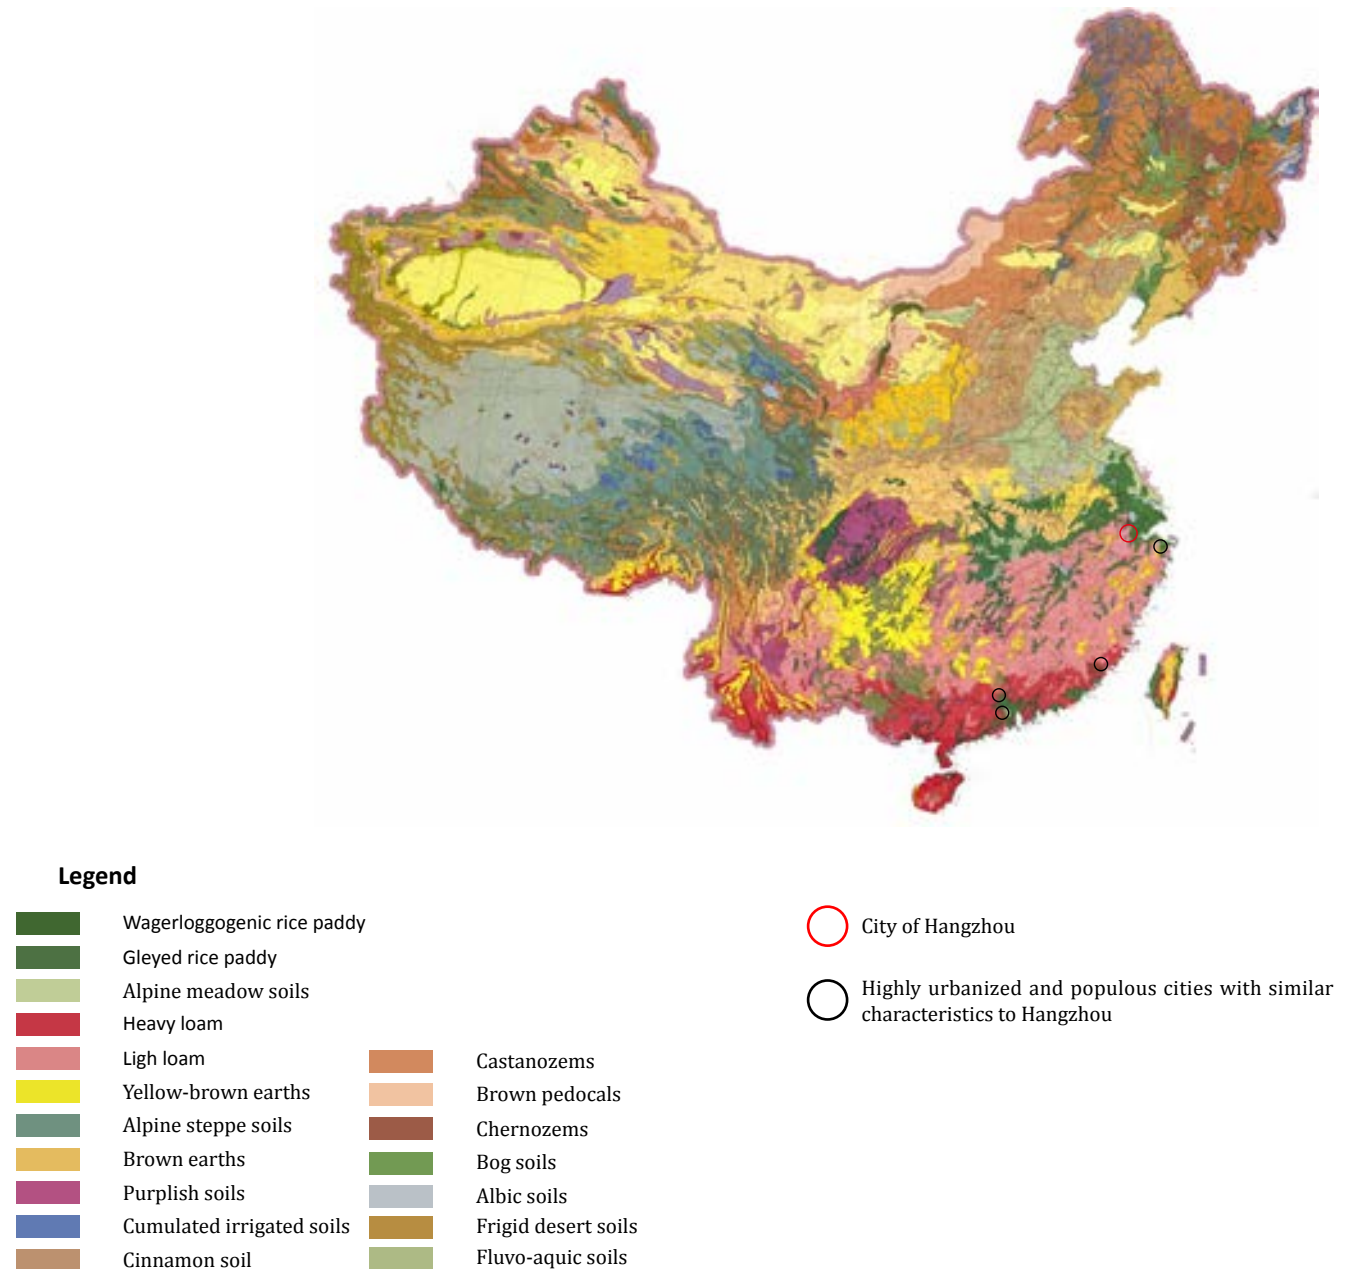 Legend
Wagerloggogenic rice paddy
Gleyed rice paddy
Alpine meadow soils
Heavy loam
Ligh loam
Yellow-brown earths
Alpine steppe soils
Brown earths
Purplish soils
Cumulated irrigated soils
Cinnamon soil
Castanozems
Brown pedocals
Chernozems
Bog soils
Albic soils
Frigid desert soils
Fluvo-aquic soils
City of Hangzhou
Highly urbanized and populous cities with similar
characteristics to Hangzhou